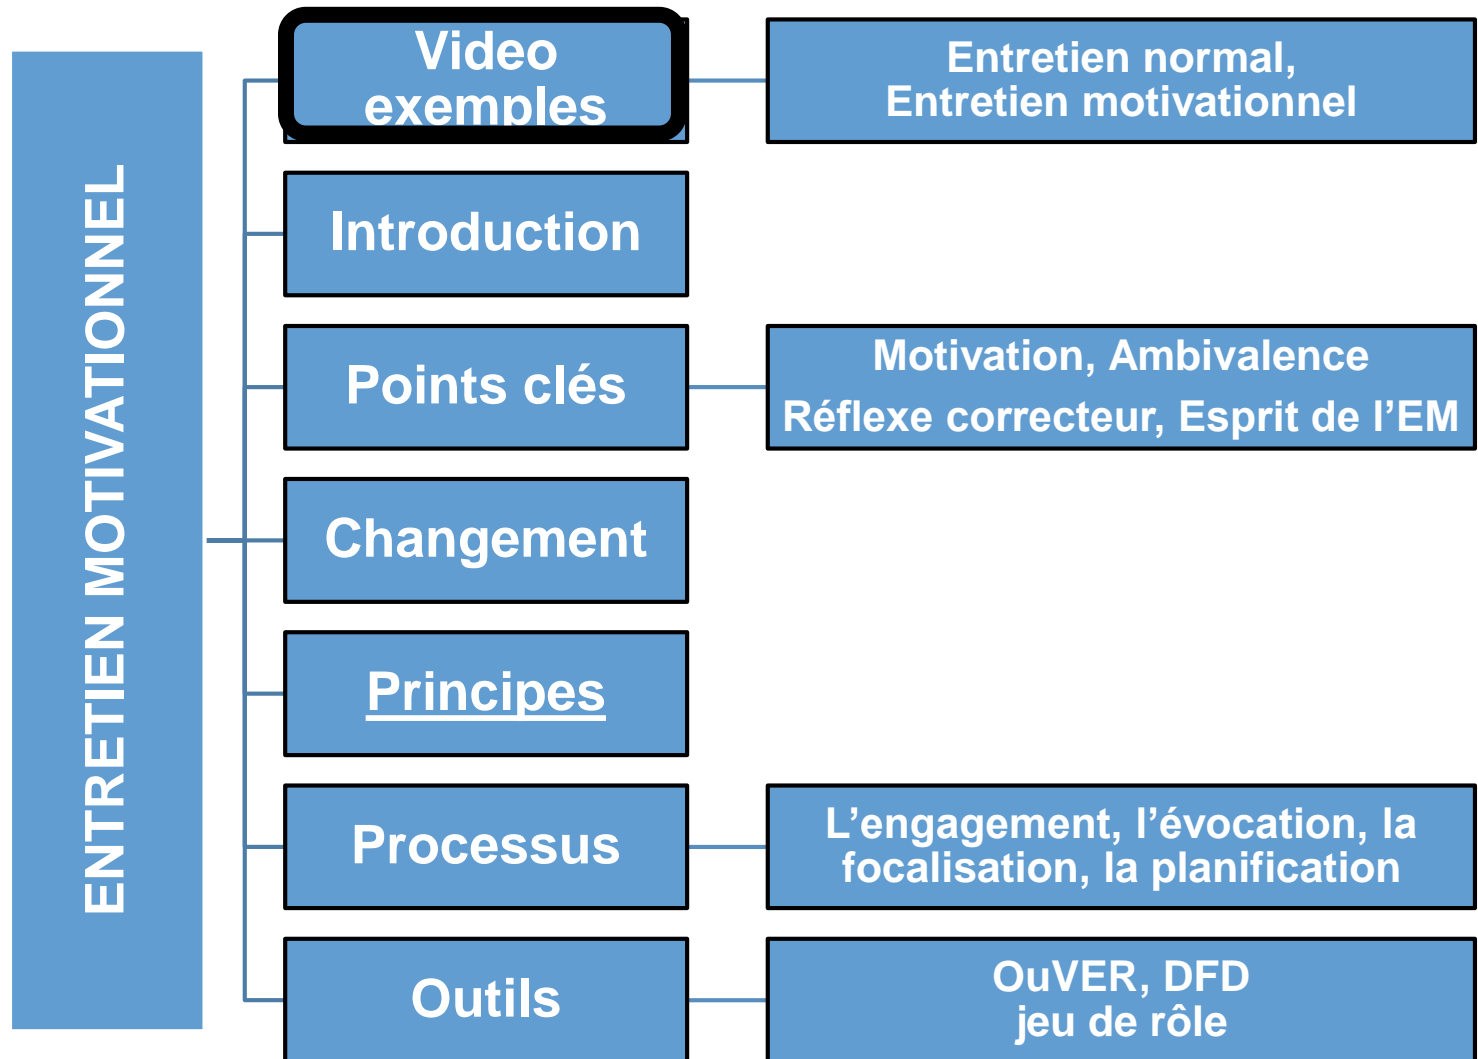 ENTRETIEN MOTIVATIONNEL
Video
exemples
Entretien normal,
Entretien motivationnel
Introduction
Points clés
Motivation, Ambivalence
Réflexe correcteur, Esprit de l’EM
Changement
Principes
Processus
L’engagement, l’évocation, la
focalisation, la planification
Outils
OuVER, DFD
jeu de rôle